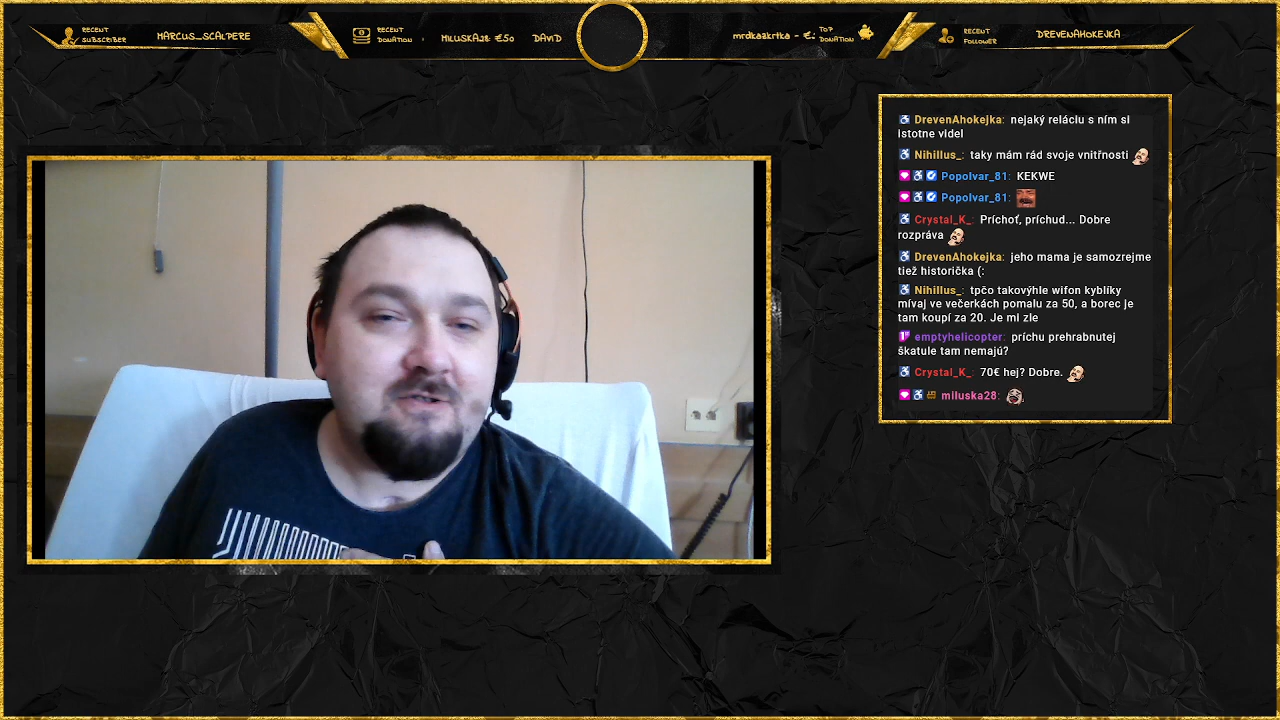 RECENT
SUBSCRIBER
MARCUS_SCALPERE
RECENT
DONATION
MILUSKA28: €50
DAVID
mrdkaakrtka - €:
TOP
DONATION
RECENT
FOLLOWER
DREVENAHOKEJKA
DrevenAhokejka: nejaký reláciu s ním si
istotne videl
Nihillus_: taky mám rád svoje vnitřnosti
Popolvar_81: KEKWE
Popolvar_81:
Crystal_K_: Príchoť, príchud... Dobre
rozpráva
DrevenAhokejka: jeho mama je samozrejme
tiež historička (:
Nihillus_: tpčo takovýhle wifon kyblíky
mívaj ve večerkách pomalu za 50, a borec je
tam koupí za 20. Je mi zle
emptyhelicopter: príchu prehrabnutej
škatule tam nemajú?
Crystal_K_: 70€ hej? Dobre.
miluska28: